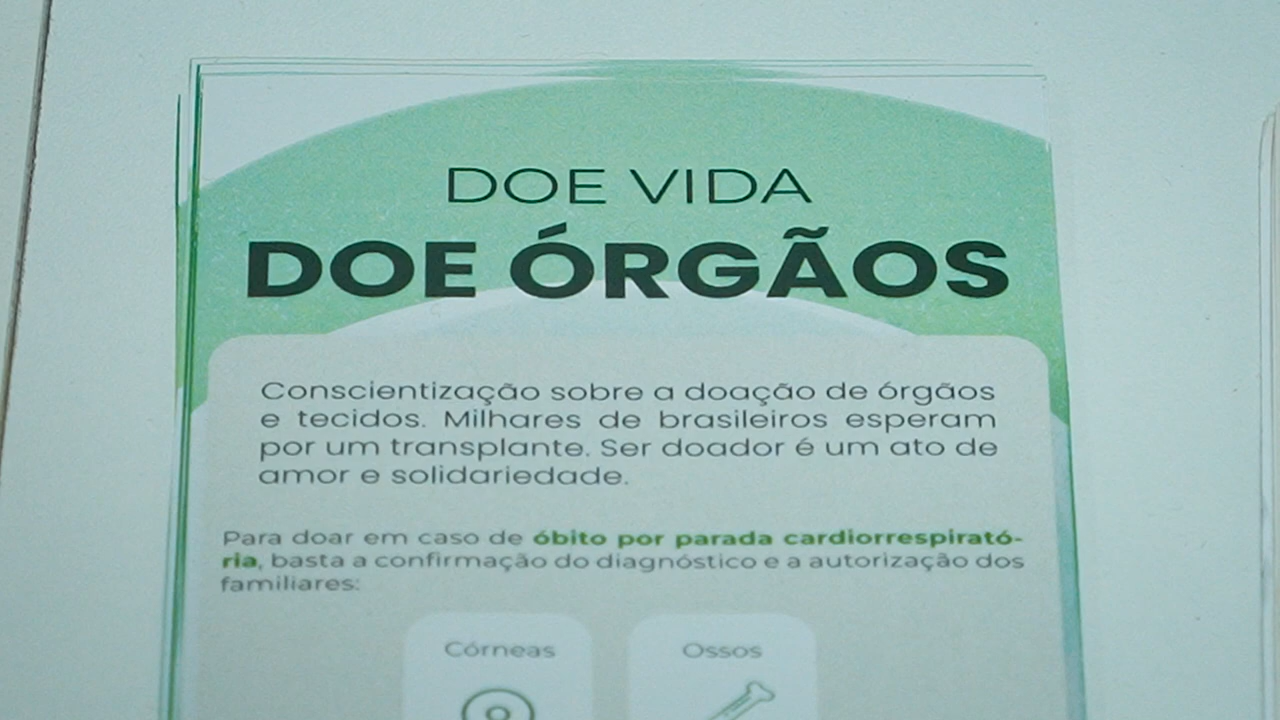 DOE VIDA
DOE ÓRGÃOS
Conscientização sobre a doação de órgãos
e tecidos. Milhares de brasileiros esperam
por um transplante. Ser doador é um ato de
amor e solidariedade.
Para doar em caso de óbito por parada cardiorrespirató-
ria, basta a confirmação do diagnóstico e a autorização dos
familiares:
Córneas
Ossos